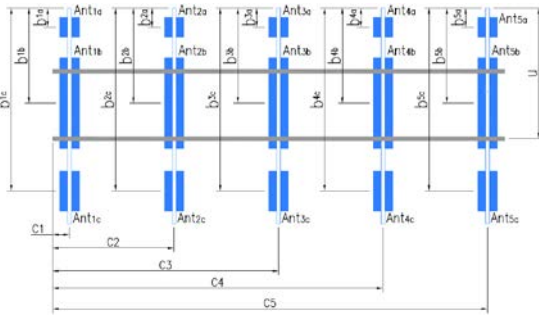 Ant1a Ant2a Ant3a Ant4a Ant5a
b1a b2a b3a b4a b5a
b1b b2b b3b b4b b5b
Ant1b Ant2b Ant3b Ant4b Ant5b
b1c b2c b3c b4c b5c
u
Ant1c Ant2c Ant3c Ant4c Ant5c
C1
C2
C3
C4
C5